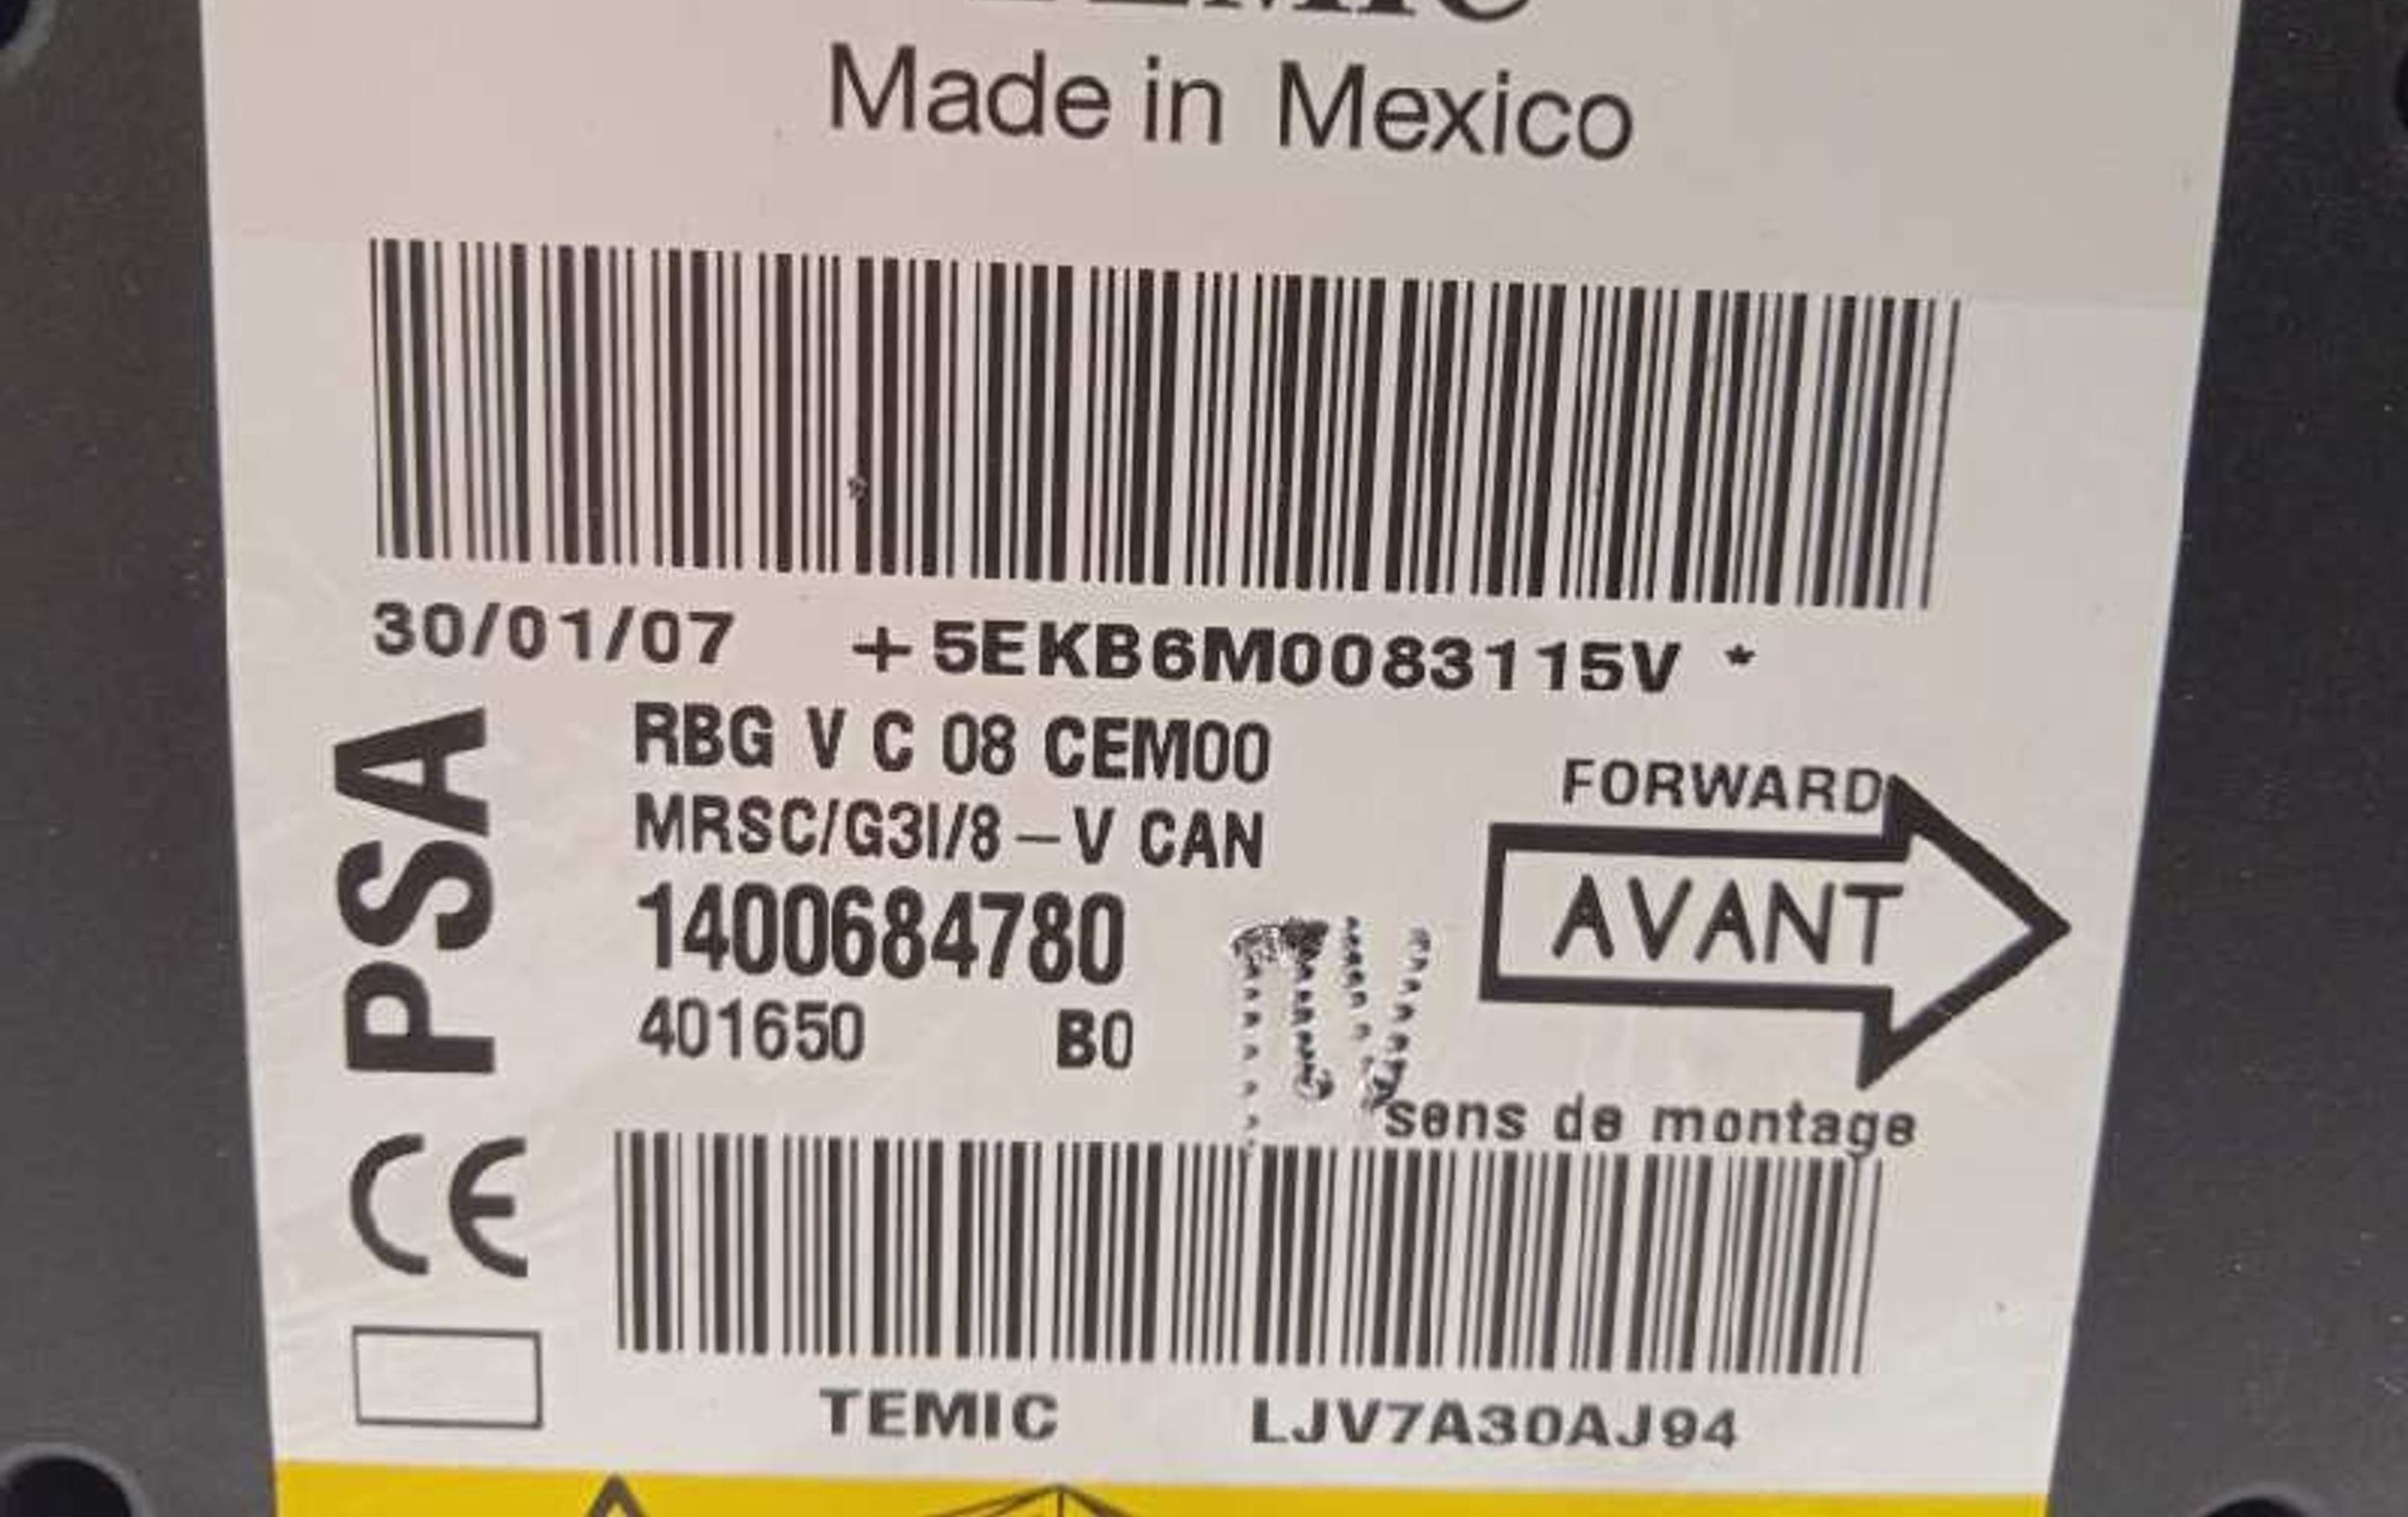 TEMIC
Made in Mexico
30/01/07 +5EKB6M0083115V *
PSA
RBG V C 08 CEM00
MRSC/G3I/8-V CAN
1400684780
401650 B0
FORWARD
AVANT
sens de montage
CE
TEMIC LJV7A30AJ94